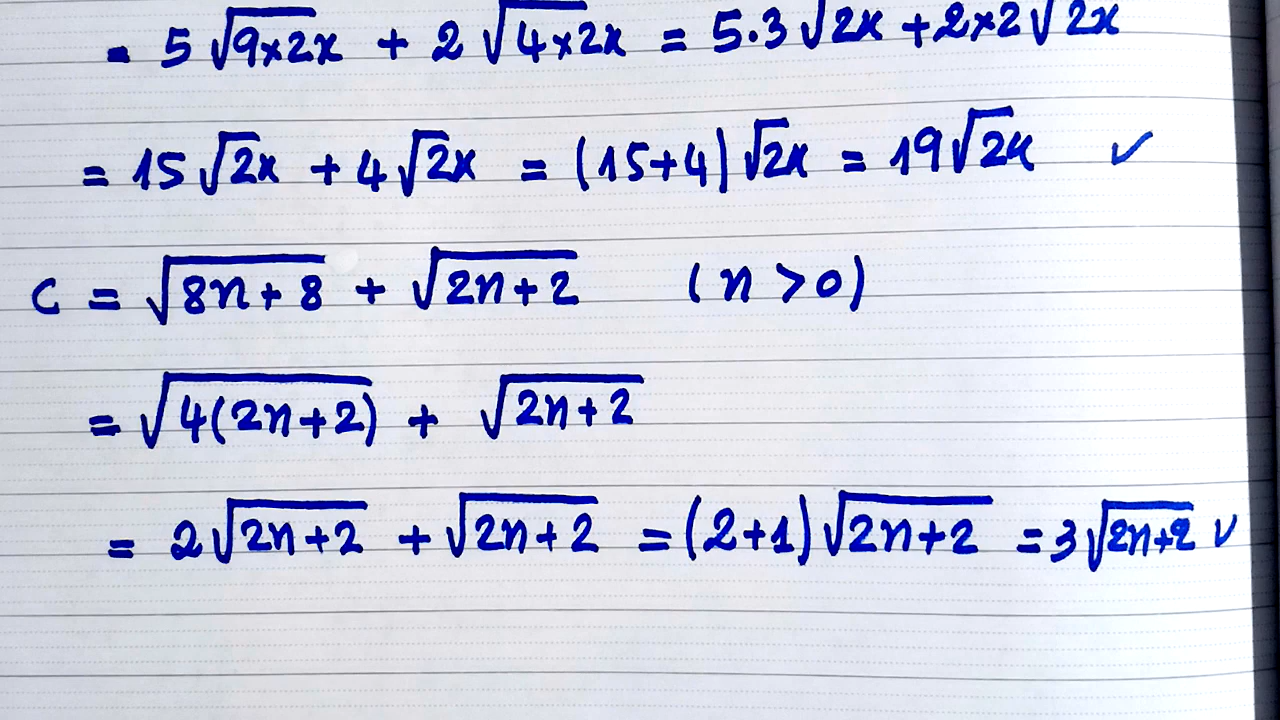 = 5√(9×2x) + 2√(4×2x) = 5.3√2x + 2×2√2x
= 15√2x + 4√2x = (15+4)√2x = 19√2x ✓
C = √(8n+8) + √(2n+2) (n > 0)
= √(4(2n+2)) + √(2n+2)
= 2√(2n+2) + √(2n+2) = (2+1)√(2n+2) = 3√(2n+2) ✓